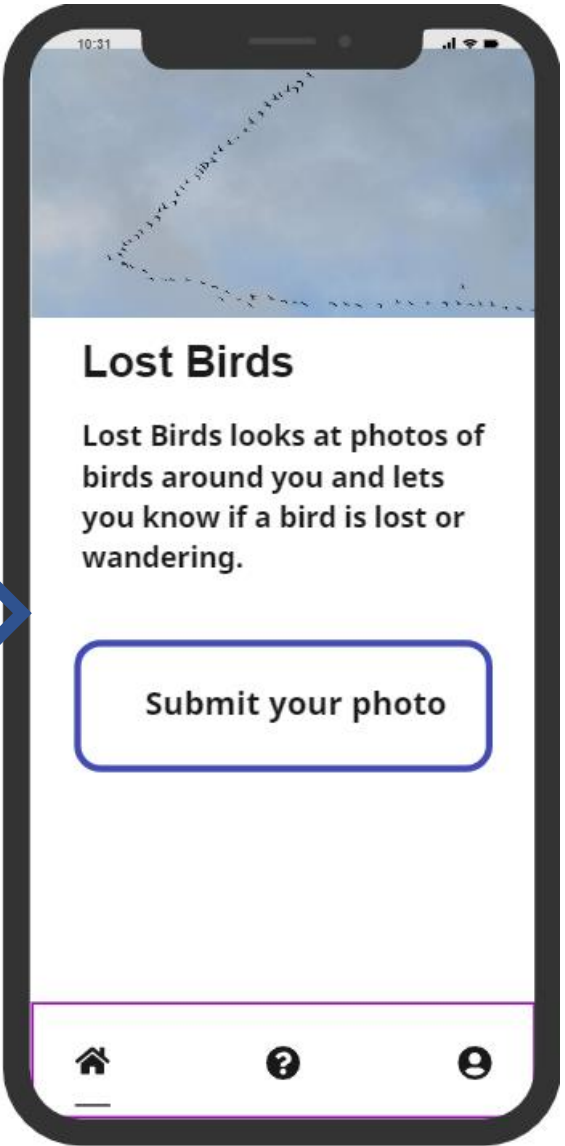 10:31
Lost Birds
Lost Birds looks at photos of
birds around you and lets
you know if a bird is lost or
wandering.
Submit your photo
?